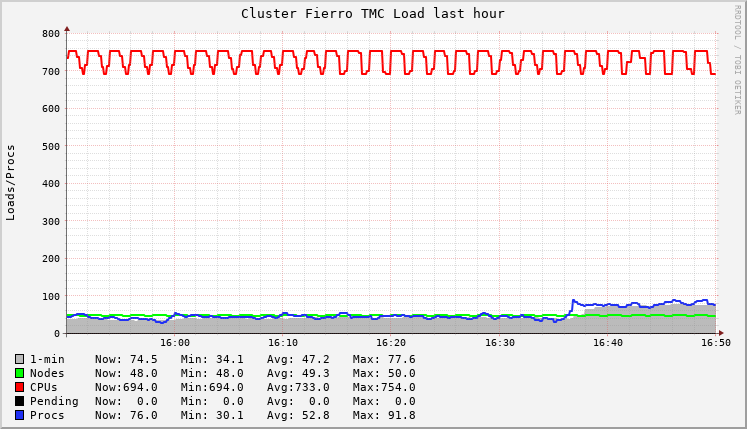 Cluster Fierro TMC Load last hour
RRDTOOL / TOBI OETIKER
Loads/Procs
800
700
600
500
400
300
200
100
0
16:00 16:10 16:20 16:30 16:40 16:50
1-min Now: 74.5 Min: 34.1 Avg: 47.2 Max: 77.6
Nodes Now: 48.0 Min: 48.0 Avg: 49.3 Max: 50.0
CPUs Now:694.0 Min:694.0 Avg:733.0 Max:754.0
Pending Now: 0.0 Min: 0.0 Avg: 0.0 Max: 0.0
Procs Now: 76.0 Min: 30.1 Avg: 52.8 Max: 91.8